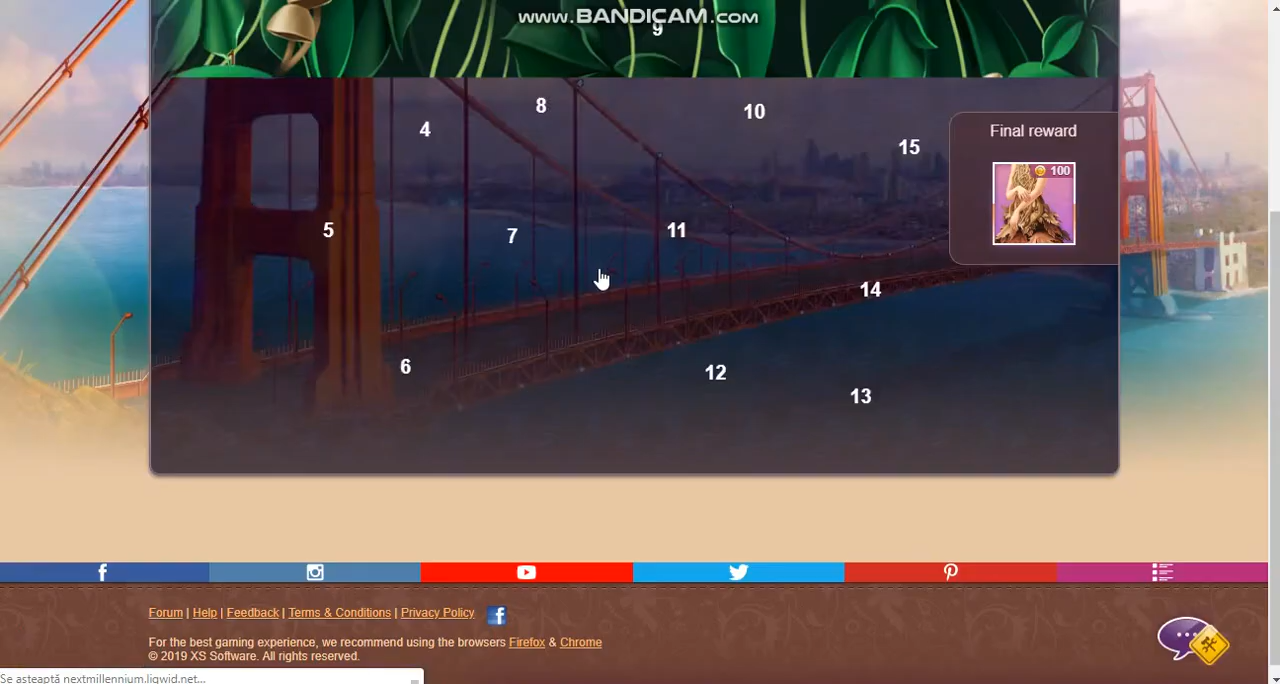 www.BANDICAM.com
9
8
10
4
Final reward
15
100
5
7
11
14
6
12
13
Forum | Help | Feedback | Terms & Conditions | Privacy Policy
For the best gaming experience, we recommend using the browsers Firefox & Chrome
© 2019 XS Software. All rights reserved.
Se așteaptă nextmillennium.liqwid.net...